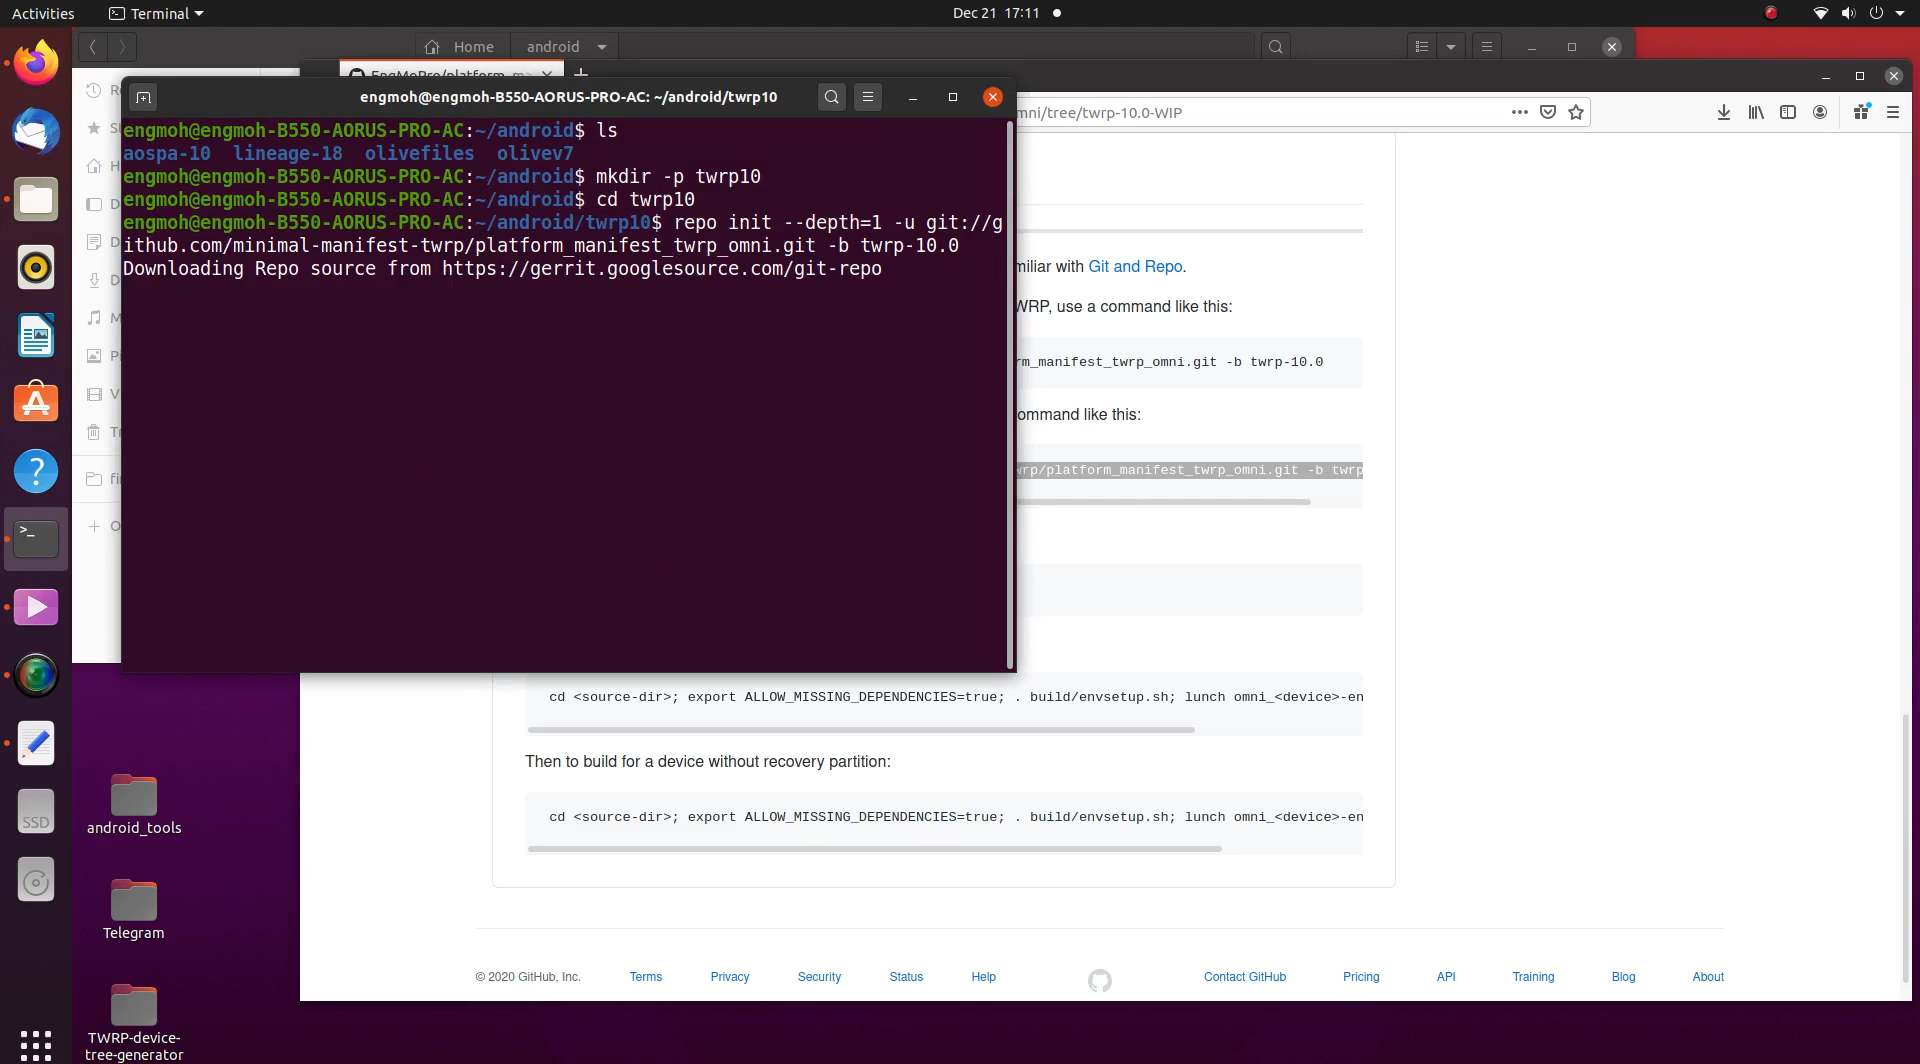 Activities
Terminal
Dec 21 17:11
Home
android
EngMoPro/platform_m
engmoh@engmoh-B550-AORUS-PRO-AC: ~/android/twrp10
mni/tree/twrp-10.0-WIP
engmoh@engmoh-B550-AORUS-PRO-AC:~/android$ ls
aospa-10 lineage-18 olivefiles olivev7
engmoh@engmoh-B550-AORUS-PRO-AC:~/android$ mkdir -p twrp10
engmoh@engmoh-B550-AORUS-PRO-AC:~/android$ cd twrp10
engmoh@engmoh-B550-AORUS-PRO-AC:~/android/twrp10$ repo init --depth=1 -u git://g
ithub.com/minimal-manifest-twrp/platform_manifest_twrp_omni.git -b twrp-10.0
Downloading Repo source from https://gerrit.googlesource.com/git-repo
miliar with Git and Repo.
WRP, use a command like this:
rm_manifest_twrp_omni.git -b twrp-10.0
ommand like this:
wrp/platform_manifest_twrp_omni.git -b twrp
cd <source-dir>; export ALLOW_MISSING_DEPENDENCIES=true; . build/envsetup.sh; lunch omni_<device>-en
Then to build for a device without recovery partition:
cd <source-dir>; export ALLOW_MISSING_DEPENDENCIES=true; . build/envsetup.sh; lunch omni_<device>-en
© 2020 GitHub, Inc. Terms Privacy Security Status Help Contact GitHub Pricing API Training Blog About
SSD
android_tools
Telegram
TWRP-device-
tree-generator